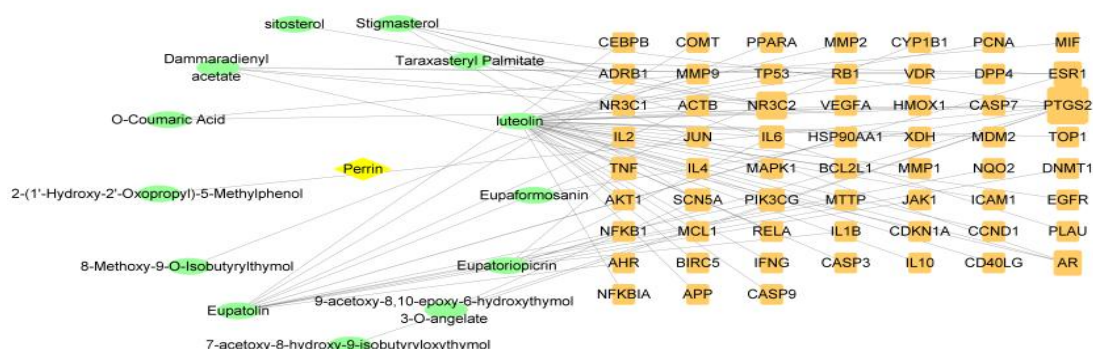 sitosterol
Stigmasterol
Dammaradienyl
acetate
Taraxasteryl Palmitate
O-Coumaric Acid
luteolin
Perrin
2-(1'-Hydroxy-2'-Oxopropyl)-5-Methylphenol
Eupaformosanin
8-Methoxy-9-O-Isobutyrylthymol
Eupatoriopicrin
Eupatolin
9-acetoxy-8,10-epoxy-6-hydroxythymol
3-O-angelate
7-acetoxy-8-hydroxy-9-isobutyryloxythymol
CEBPB COMT PPARA MMP2 CYP1B1 PCNA MIF
ADRB1 MMP9 TP53 RB1 VDR DPP4 ESR1
NR3C1 ACTB NR3C2 VEGFA HMOX1 CASP7 PTGS2
IL2 JUN IL6 HSP90AA1 XDH MDM2 TOP1
TNF IL4 MAPK1 BCL2L1 MMP1 NQO2 DNMT1
AKT1 SCN5A PIK3CG MTTP JAK1 ICAM1 EGFR
NFKB1 MCL1 RELA IL1B CDKN1A CCND1 PLAU
AHR BIRC5 IFNG CASP3 IL10 CD40LG AR
NFKBIA APP CASP9